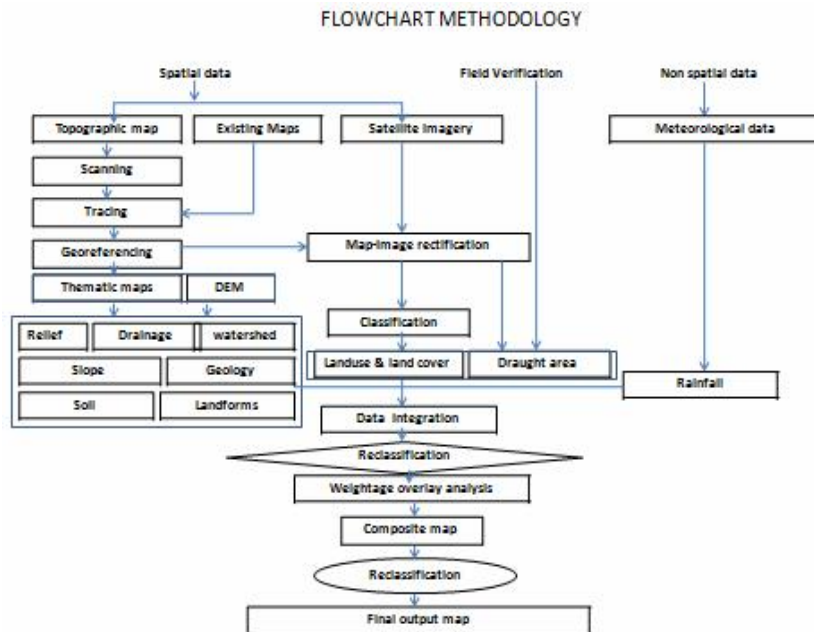 FLOWCHART METHODOLOGY
Spatial data
Field Verification
Non spatial data
Topographic map
Existing Maps
Satellite imagery
Meteorological data
Scanning
Tracing
Georeferencing
Map-image rectification
Thematic maps
DEM
Classification
Relief
Drainage
watershed
Landuse & land cover
Draught area
Slope
Geology
Rainfall
Soil
Landforms
Data integration
Reclassification
Weightage overlay analysis
Composite map
Reclassification
Final output map